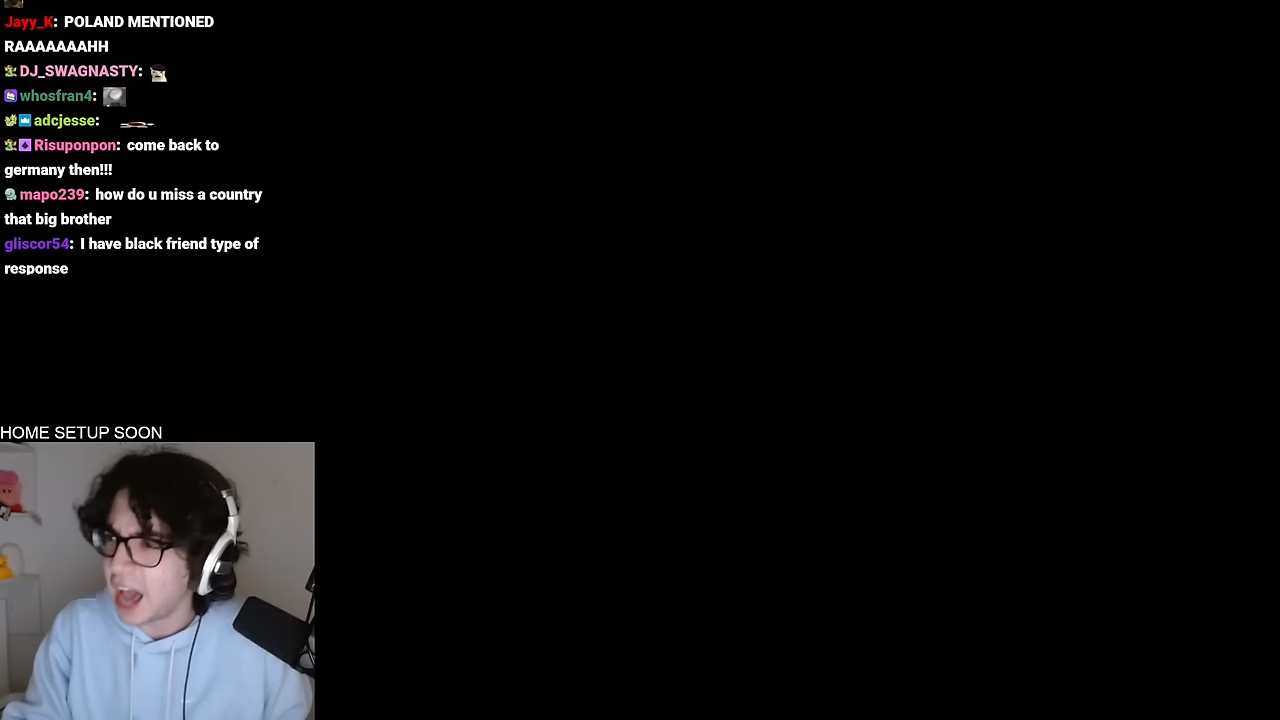 Jayy_K: POLAND MENTIONED
RAAAAAAAHH
DJ_SWAGNASTY:
whosfran4:
adcjesse:
Risuponpon: come back to
germany then!!!
mapo239: how do u miss a country
that big brother
gliscor54: I have black friend type of
response
HOME SETUP SOON